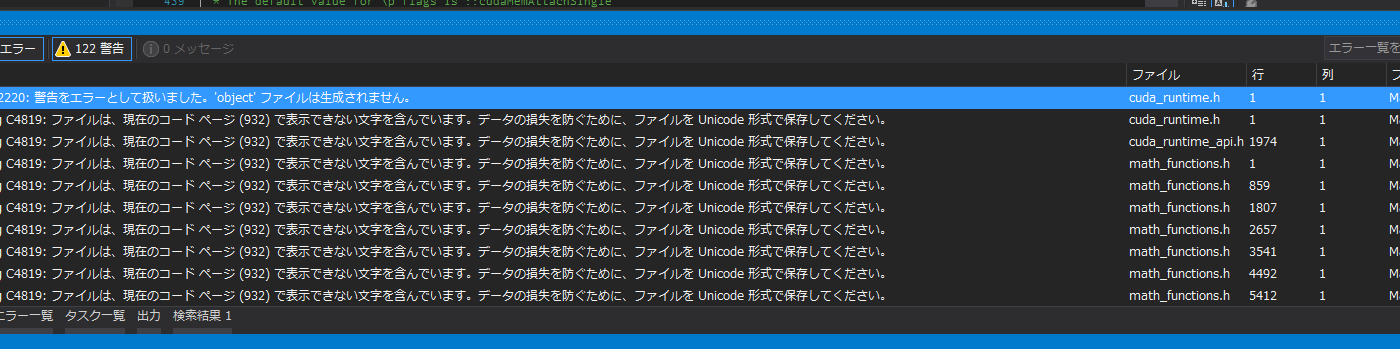 439 * The default value for \p flags is ::cudaMemAttachSingle
エラー 122 警告 0 メッセージ エラー一覧を
ファイル 行 列
2220: 警告をエラーとして扱いました。'object' ファイルは生成されません。 cuda_runtime.h 1 1
g C4819: ファイルは、現在のコード ページ (932) で表示できない文字を含んでいます。データの損失を防ぐために、ファイルを Unicode 形式で保存してください。 cuda_runtime.h 1 1
g C4819: ファイルは、現在のコード ページ (932) で表示できない文字を含んでいます。データの損失を防ぐために、ファイルを Unicode 形式で保存してください。 cuda_runtime_api.h 1974 1
g C4819: ファイルは、現在のコード ページ (932) で表示できない文字を含んでいます。データの損失を防ぐために、ファイルを Unicode 形式で保存してください。 math_functions.h 1 1
g C4819: ファイルは、現在のコード ページ (932) で表示できない文字を含んでいます。データの損失を防ぐために、ファイルを Unicode 形式で保存してください。 math_functions.h 859 1
g C4819: ファイルは、現在のコード ページ (932) で表示できない文字を含んでいます。データの損失を防ぐために、ファイルを Unicode 形式で保存してください。 math_functions.h 1807 1
g C4819: ファイルは、現在のコード ページ (932) で表示できない文字を含んでいます。データの損失を防ぐために、ファイルを Unicode 形式で保存してください。 math_functions.h 2657 1
g C4819: ファイルは、現在のコード ページ (932) で表示できない文字を含んでいます。データの損失を防ぐために、ファイルを Unicode 形式で保存してください。 math_functions.h 3541 1
g C4819: ファイルは、現在のコード ページ (932) で表示できない文字を含んでいます。データの損失を防ぐために、ファイルを Unicode 形式で保存してください。 math_functions.h 4492 1
g C4819: ファイルは、現在のコード ページ (932) で表示できない文字を含んでいます。データの損失を防ぐために、ファイルを Unicode 形式で保存してください。 math_functions.h 5412 1
エラー一覧 タスク一覧 出力 検索結果 1